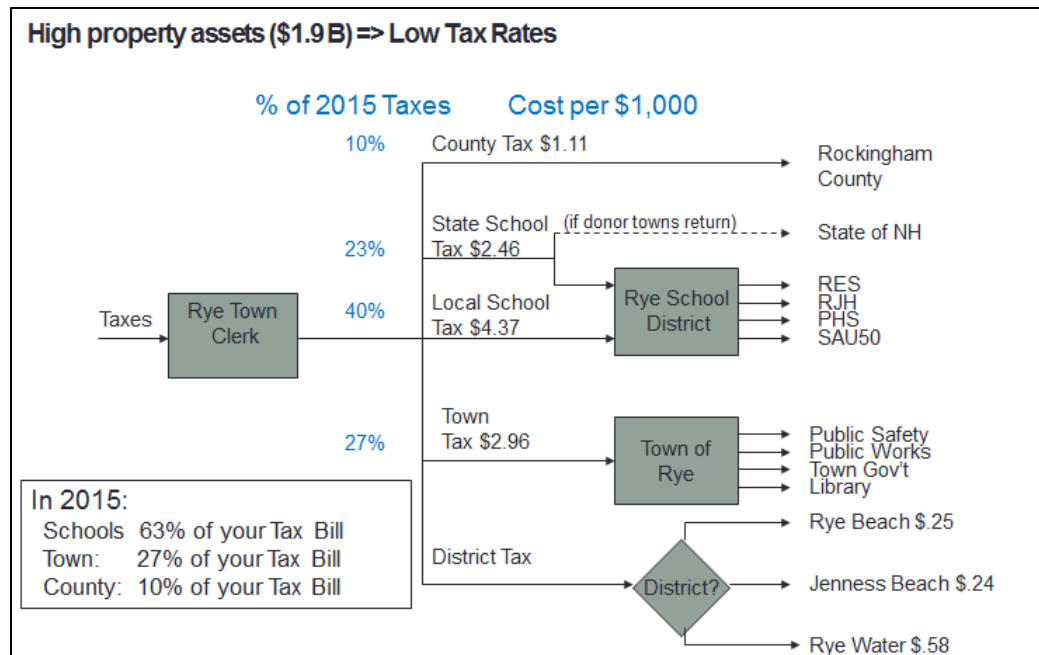 High property assets ($1.9 B) => Low Tax Rates
% of 2015 Taxes
Cost per $1,000
10%
County Tax $1.11
Rockingham
County
State School
Tax $2.46
(if donor towns return)
State of NH
23%
Taxes
Rye Town
Clerk
40%
Local School
Tax $4.37
Rye School
District
RES
RJH
PHS
SAU50
27%
Town
Tax $2.96
Town of
Rye
Public Safety
Public Works
Town Gov't
Library
In 2015:
Schools 63% of your Tax Bill
Town: 27% of your Tax Bill
County: 10% of your Tax Bill
District Tax
District?
Rye Beach $.25
Jenness Beach $.24
Rye Water $.58